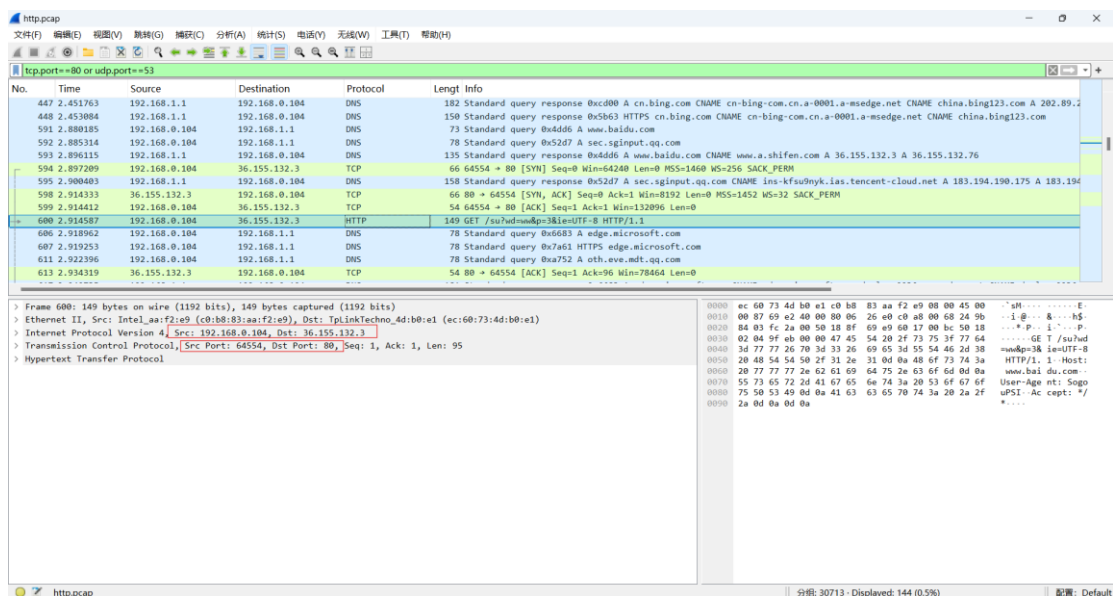 http.pcap
文件(F) 编辑(E) 视图(V) 跳转(G) 捕获(C) 分析(A) 统计(S) 电话(Y) 无线(W) 工具(T) 帮助(H)
tcp.port==80 or udp.port==53
No. Time Source Destination Protocol Lengt Info
447 2.451763 192.168.1.1 192.168.0.104 DNS 182 Standard query response 0xcd00 A cn.bing.com CNAME cn-bing-com.cn.a-0001.a-msedge.net CNAME china.bing123.com A 202.89.2
448 2.453084 192.168.1.1 192.168.0.104 DNS 150 Standard query response 0x5b63 HTTPS cn.bing.com CNAME cn-bing-com.cn.a-0001.a-msedge.net CNAME china.bing123.com
591 2.880185 192.168.0.104 192.168.1.1 DNS 73 Standard query 0x4dd6 A www.baidu.com
592 2.885314 192.168.0.104 192.168.1.1 DNS 78 Standard query 0x52d7 A sec.sginput.qq.com
593 2.896115 192.168.1.1 192.168.0.104 DNS 135 Standard query response 0x4dd6 A www.baidu.com CNAME www.a.shifen.com A 36.155.132.3 A 36.155.132.76
594 2.897209 192.168.0.104 36.155.132.3 TCP 66 64554 → 80 [SYN] Seq=0 Win=64240 Len=0 MSS=1460 WS=256 SACK_PERM
595 2.900403 192.168.1.1 192.168.0.104 DNS 158 Standard query response 0x52d7 A sec.sginput.qq.com CNAME ins-kfsu9nyk.ias.tencent-cloud.net A 183.194.190.175 A 183.194
598 2.914333 36.155.132.3 192.168.0.104 TCP 66 80 → 64554 [SYN, ACK] Seq=0 Ack=1 Win=8192 Len=0 MSS=1452 WS=32 SACK_PERM
599 2.914412 192.168.0.104 36.155.132.3 TCP 54 64554 → 80 [ACK] Seq=1 Ack=1 Win=132096 Len=0
600 2.914587 192.168.0.104 36.155.132.3 HTTP 149 GET /su?wd=ww&p=3&ie=UTF-8 HTTP/1.1
606 2.918962 192.168.0.104 192.168.1.1 DNS 78 Standard query 0x6683 A edge.microsoft.com
607 2.919253 192.168.0.104 192.168.1.1 DNS 78 Standard query 0x7a61 HTTPS edge.microsoft.com
611 2.922396 192.168.0.104 192.168.1.1 DNS 78 Standard query 0xa752 A oth.eve.mdt.qq.com
613 2.934319 36.155.132.3 192.168.0.104 TCP 54 80 → 64554 [ACK] Seq=1 Ack=96 Win=78464 Len=0
> Frame 600: 149 bytes on wire (1192 bits), 149 bytes captured (1192 bits)
> Ethernet II, Src: Intel_aa:f2:e9 (c0:b8:83:aa:f2:e9), Dst: TpLinkTechno_4d:b0:e1 (ec:60:73:4d:b0:e1)
> Internet Protocol Version 4, Src: 192.168.0.104, Dst: 36.155.132.3
> Transmission Control Protocol, Src Port: 64554, Dst Port: 80, Seq: 1, Ack: 1, Len: 95
> Hypertext Transfer Protocol
0000 ec 60 73 4d b0 e1 c0 b8 83 aa f2 e9 08 00 45 00 ·`sM···· ······E·
0010 00 87 69 e2 40 00 80 06 26 e0 c0 a8 00 68 24 9b ··i·@··· &····h$·
0020 84 03 fc 2a 00 50 18 8f 69 e9 60 17 00 bc 50 18 ···*·P·· i·`···P·
0030 02 04 9f eb 00 00 47 45 54 20 2f 73 75 3f 77 64 ······GE T /su?wd
0040 3d 77 77 26 70 3d 33 26 69 65 3d 55 54 46 2d 38 =ww&p=3& ie=UTF-8
0050 20 48 54 54 50 2f 31 2e 31 0d 0a 48 6f 73 74 3a HTTP/1. 1··Host:
0060 20 77 77 77 2e 62 61 69 64 75 2e 63 6f 6d 0d 0a www.bai du.com··
0070 55 73 65 72 2d 41 67 65 6e 74 3a 20 53 6f 67 6f User-Age nt: Sogo
0080 75 50 53 49 0d 0a 41 63 63 65 70 74 3a 20 2a 2f uPSI··Ac cept: */
0090 2a 0d 0a 0d 0a *····
http.pcap 分组: 30713 · Displayed: 144 (0.5%) 配置: Default